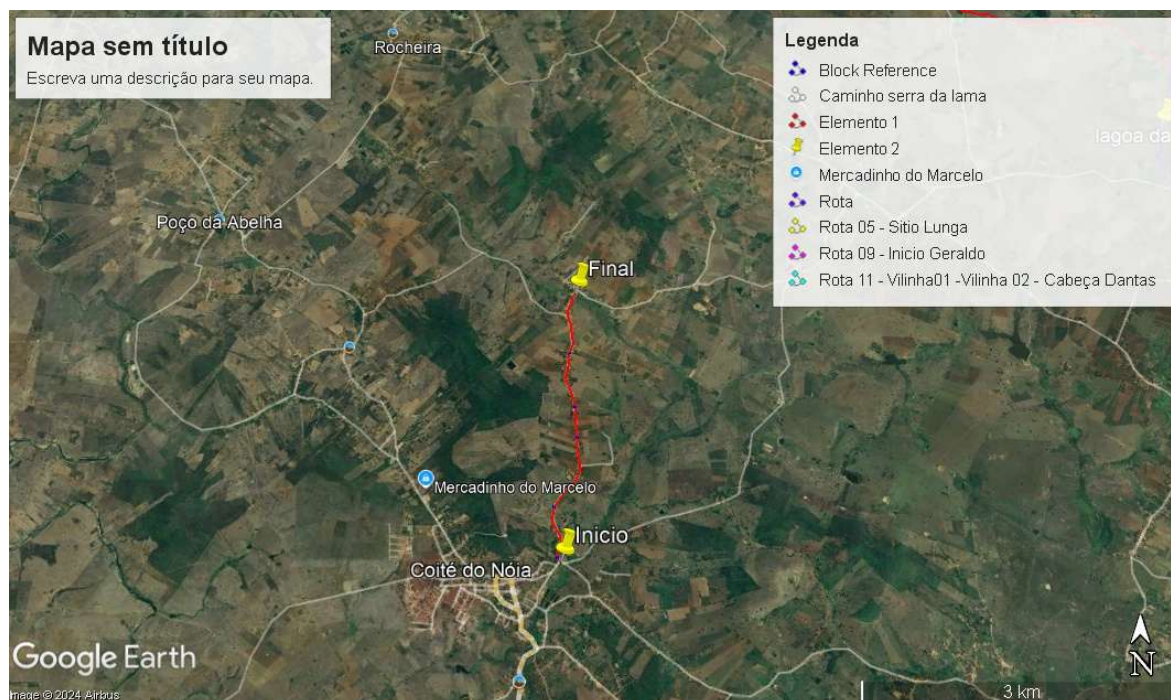 Mapa sem título
Escreva uma descrição para seu mapa.
Legenda
Block Reference
Caminho serra da lama
Elemento 1
Elemento 2
Mercadinho do Marcelo
Rota
Rota 05 - Sitio Lunga
Rota 09 - Inicio Geraldo
Rota 11 - Vilinha01 -Vilinha 02 - Cabeça Dantas
Rocheira
lagoa da
Poço da Abelha
Final
Mercadinho do Marcelo
Inicio
Coité do Nóia
Google Earth
Image © 2024 Airbus
N
3 km